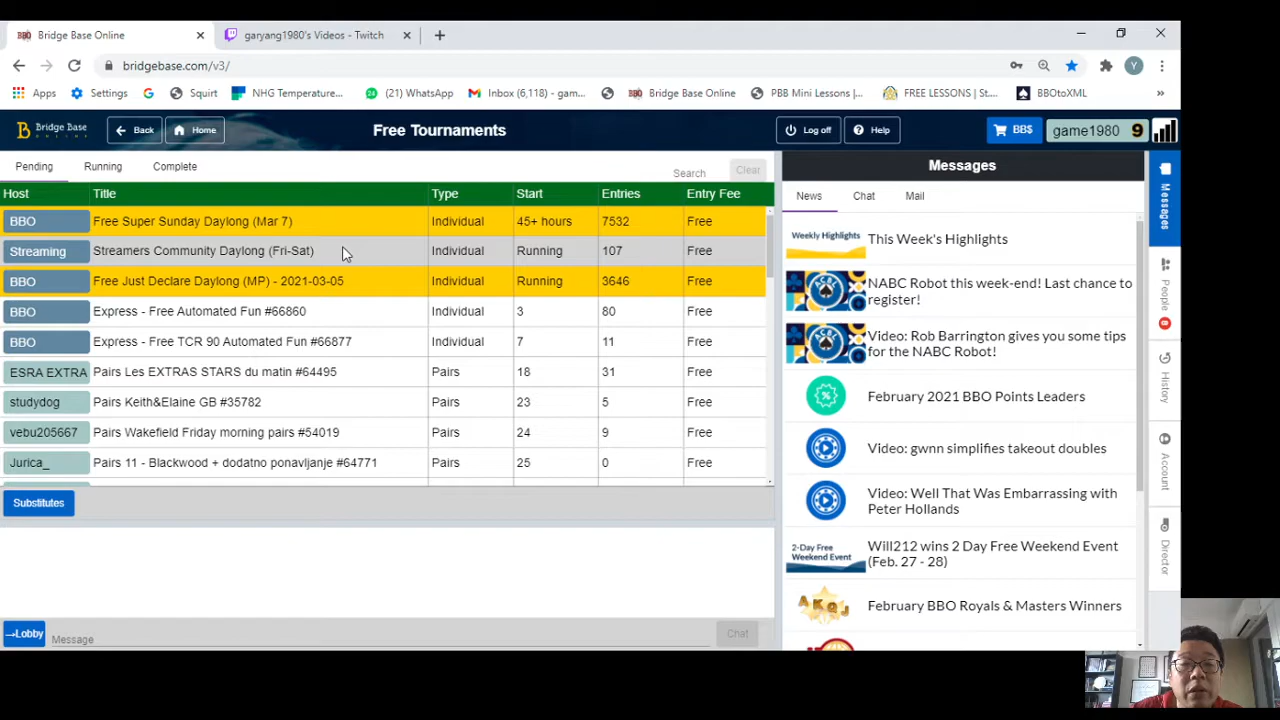 Bridge Base Online
garyang1980's Videos - Twitch
bridgebase.com/v3/
Y
Apps
Settings
Squirt
NHG Temperature...
(21) WhatsApp
Inbox (6,118) - gam...
Bridge Base Online
PBB Mini Lessons |...
FREE LESSONS | St...
BBOtoXML
»
Bridge Base
ONLINE
Back
Home
Free Tournaments
Log off
Help
BB$
game1980 9
Pending
Running
Complete
Search
Clear
Host Title Type Start Entries Entry Fee
BBO Free Super Sunday Daylong (Mar 7) Individual 45+ hours 7532 Free
Streaming Streamers Community Daylong (Fri-Sat) Individual Running 107 Free
BBO Free Just Declare Daylong (MP) - 2021-03-05 Individual Running 3646 Free
BBO Express - Free Automated Fun #66860 Individual 3 80 Free
BBO Express - Free TCR 90 Automated Fun #66877 Individual 7 11 Free
ESRA EXTRA Pairs Les EXTRAS STARS du matin #64495 Pairs 18 31 Free
studydog Pairs Keith&Elaine GB #35782 Pairs 23 5 Free
vebu205667 Pairs Wakefield Friday morning pairs #54019 Pairs 24 9 Free
Jurica_ Pairs 11 - Blackwood + dodatno ponavljanje #64771 Pairs 25 0 Free
Substitutes
→Lobby
Message
Chat
Messages
News
Chat
Mail
Weekly Highlights
This Week's Highlights
NABC Robot this week-end! Last chance to
register!
Video: Rob Barrington gives you some tips
for the NABC Robot!
February 2021 BBO Points Leaders
Video: gwnn simplifies takeout doubles
Video: Well That Was Embarrassing with
Peter Hollands
2-Day Free
Weekend Event
Will212 wins 2 Day Free Weekend Event
(Feb. 27 - 28)
A K Q J
February BBO Royals & Masters Winners
Messages
People
8
History
Account
Director